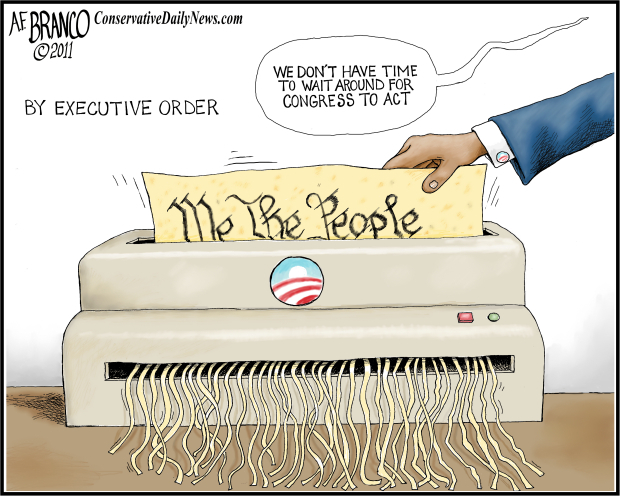 A.F. BRANCO ConservativeDailyNews.com
©2011
WE DON'T HAVE TIME
TO WAIT AROUND FOR
CONGRESS TO ACT
BY EXECUTIVE ORDER
We The People